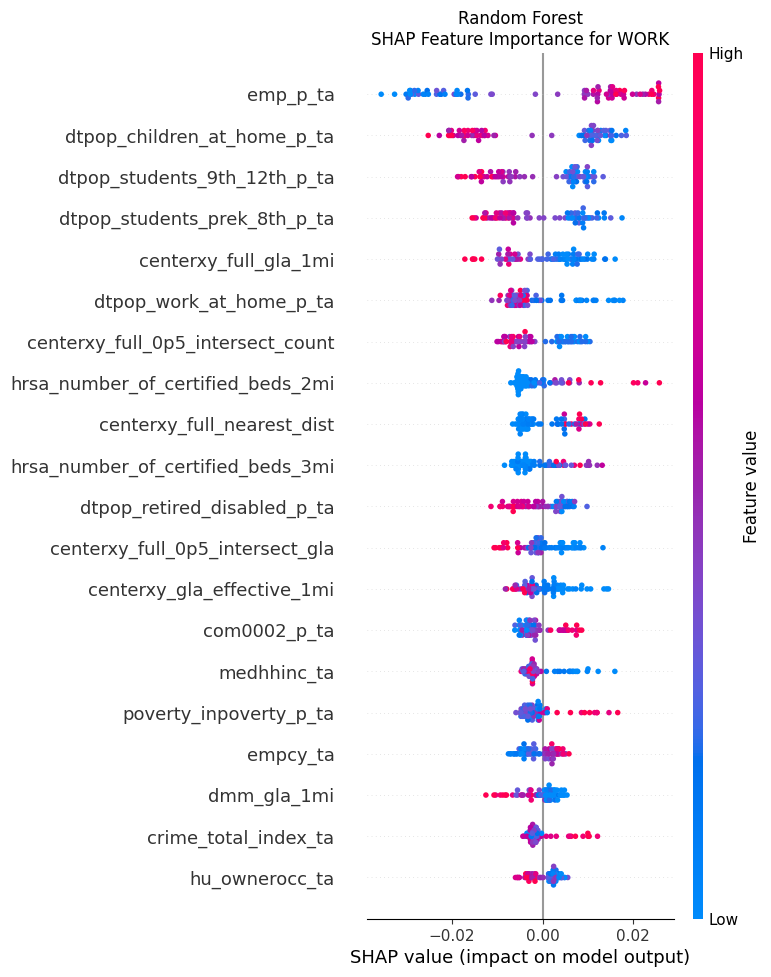 Random Forest
SHAP Feature Importance for WORK
High
emp_p_ta
dtpop_children_at_home_p_ta
dtpop_students_9th_12th_p_ta
dtpop_students_prek_8th_p_ta
centerxy_full_gla_1mi
dtpop_work_at_home_p_ta
centerxy_full_0p5_intersect_count
hrsa_number_of_certified_beds_2mi
centerxy_full_nearest_dist
hrsa_number_of_certified_beds_3mi
dtpop_retired_disabled_p_ta
centerxy_full_0p5_intersect_gla
centerxy_gla_effective_1mi
com0002_p_ta
medhhinc_ta
poverty_inpoverty_p_ta
empcy_ta
dmm_gla_1mi
crime_total_index_ta
hu_ownerocc_ta
Feature value
Low
−0.02 0.00 0.02
SHAP value (impact on model output)